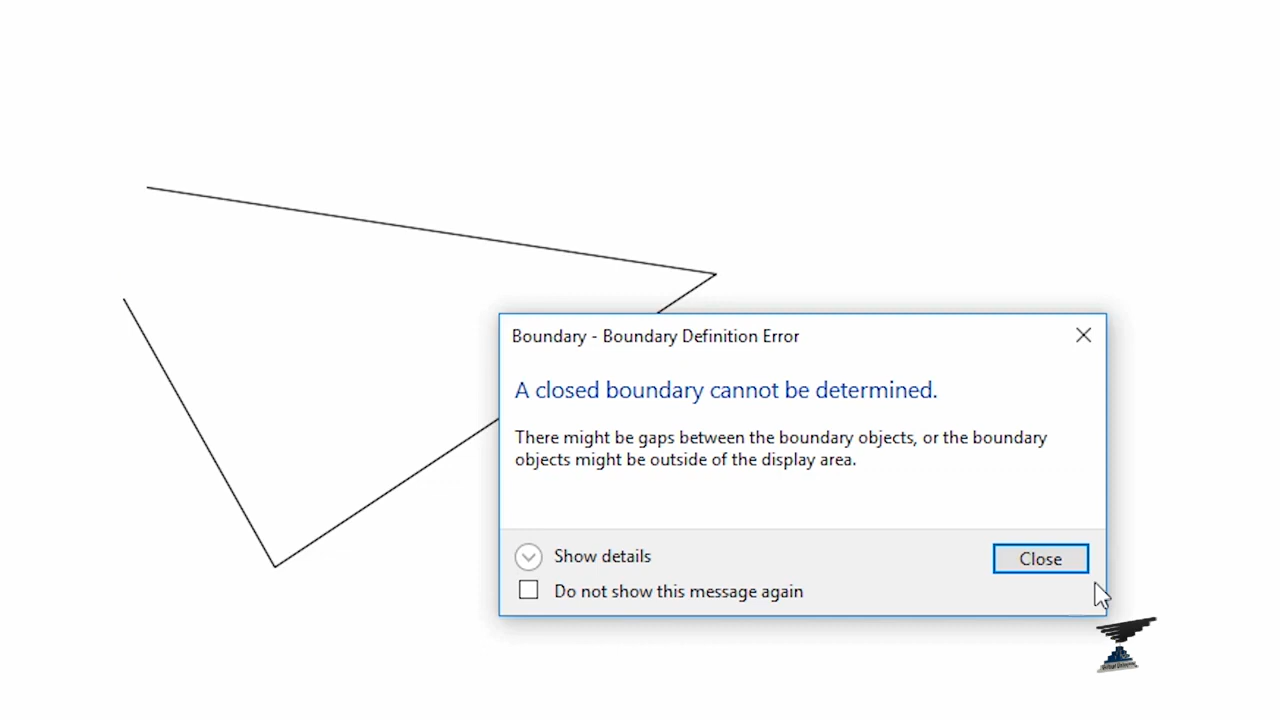 Boundary - Boundary Definition Error
A closed boundary cannot be determined.
There might be gaps between the boundary objects, or the boundary
objects might be outside of the display area.
Show details
Close
Do not show this message again